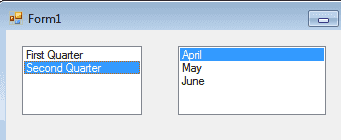 Form1
First Quarter
Second Quarter
April
May
June